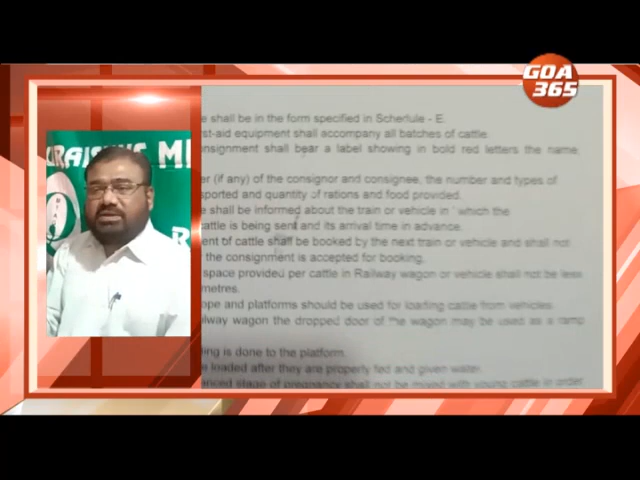 GOA
365
e shall be in the form specified in Scherlule - E.
rst-aid equipment shall accompany all batches of cattle.
onsignment shall bear a label showing in bold red letters the name,
er (if any) of the consignor and consignee, the number and types of
sported and quantity of rations and food provided.
e shall be informed about the train or vehicle in ' which the
cattle is being sent and its arrival time in advance.
ent of cattle shall be booked by the next train or vehicle and shall not
the consignment is accepted for booking.
space provided per cattle in Railway wagon or vehicle shall not be less
metres.
ope and platforms should be used for loading cattle from vehicles.
ilway wagon the dropped door of the wagon may be used as a ramp
ing is done to the platform.
e loaded after they are properly fed and given water.
anced stage of pregnancy shall not be moved with young cattle in order
URAISHIS M
R